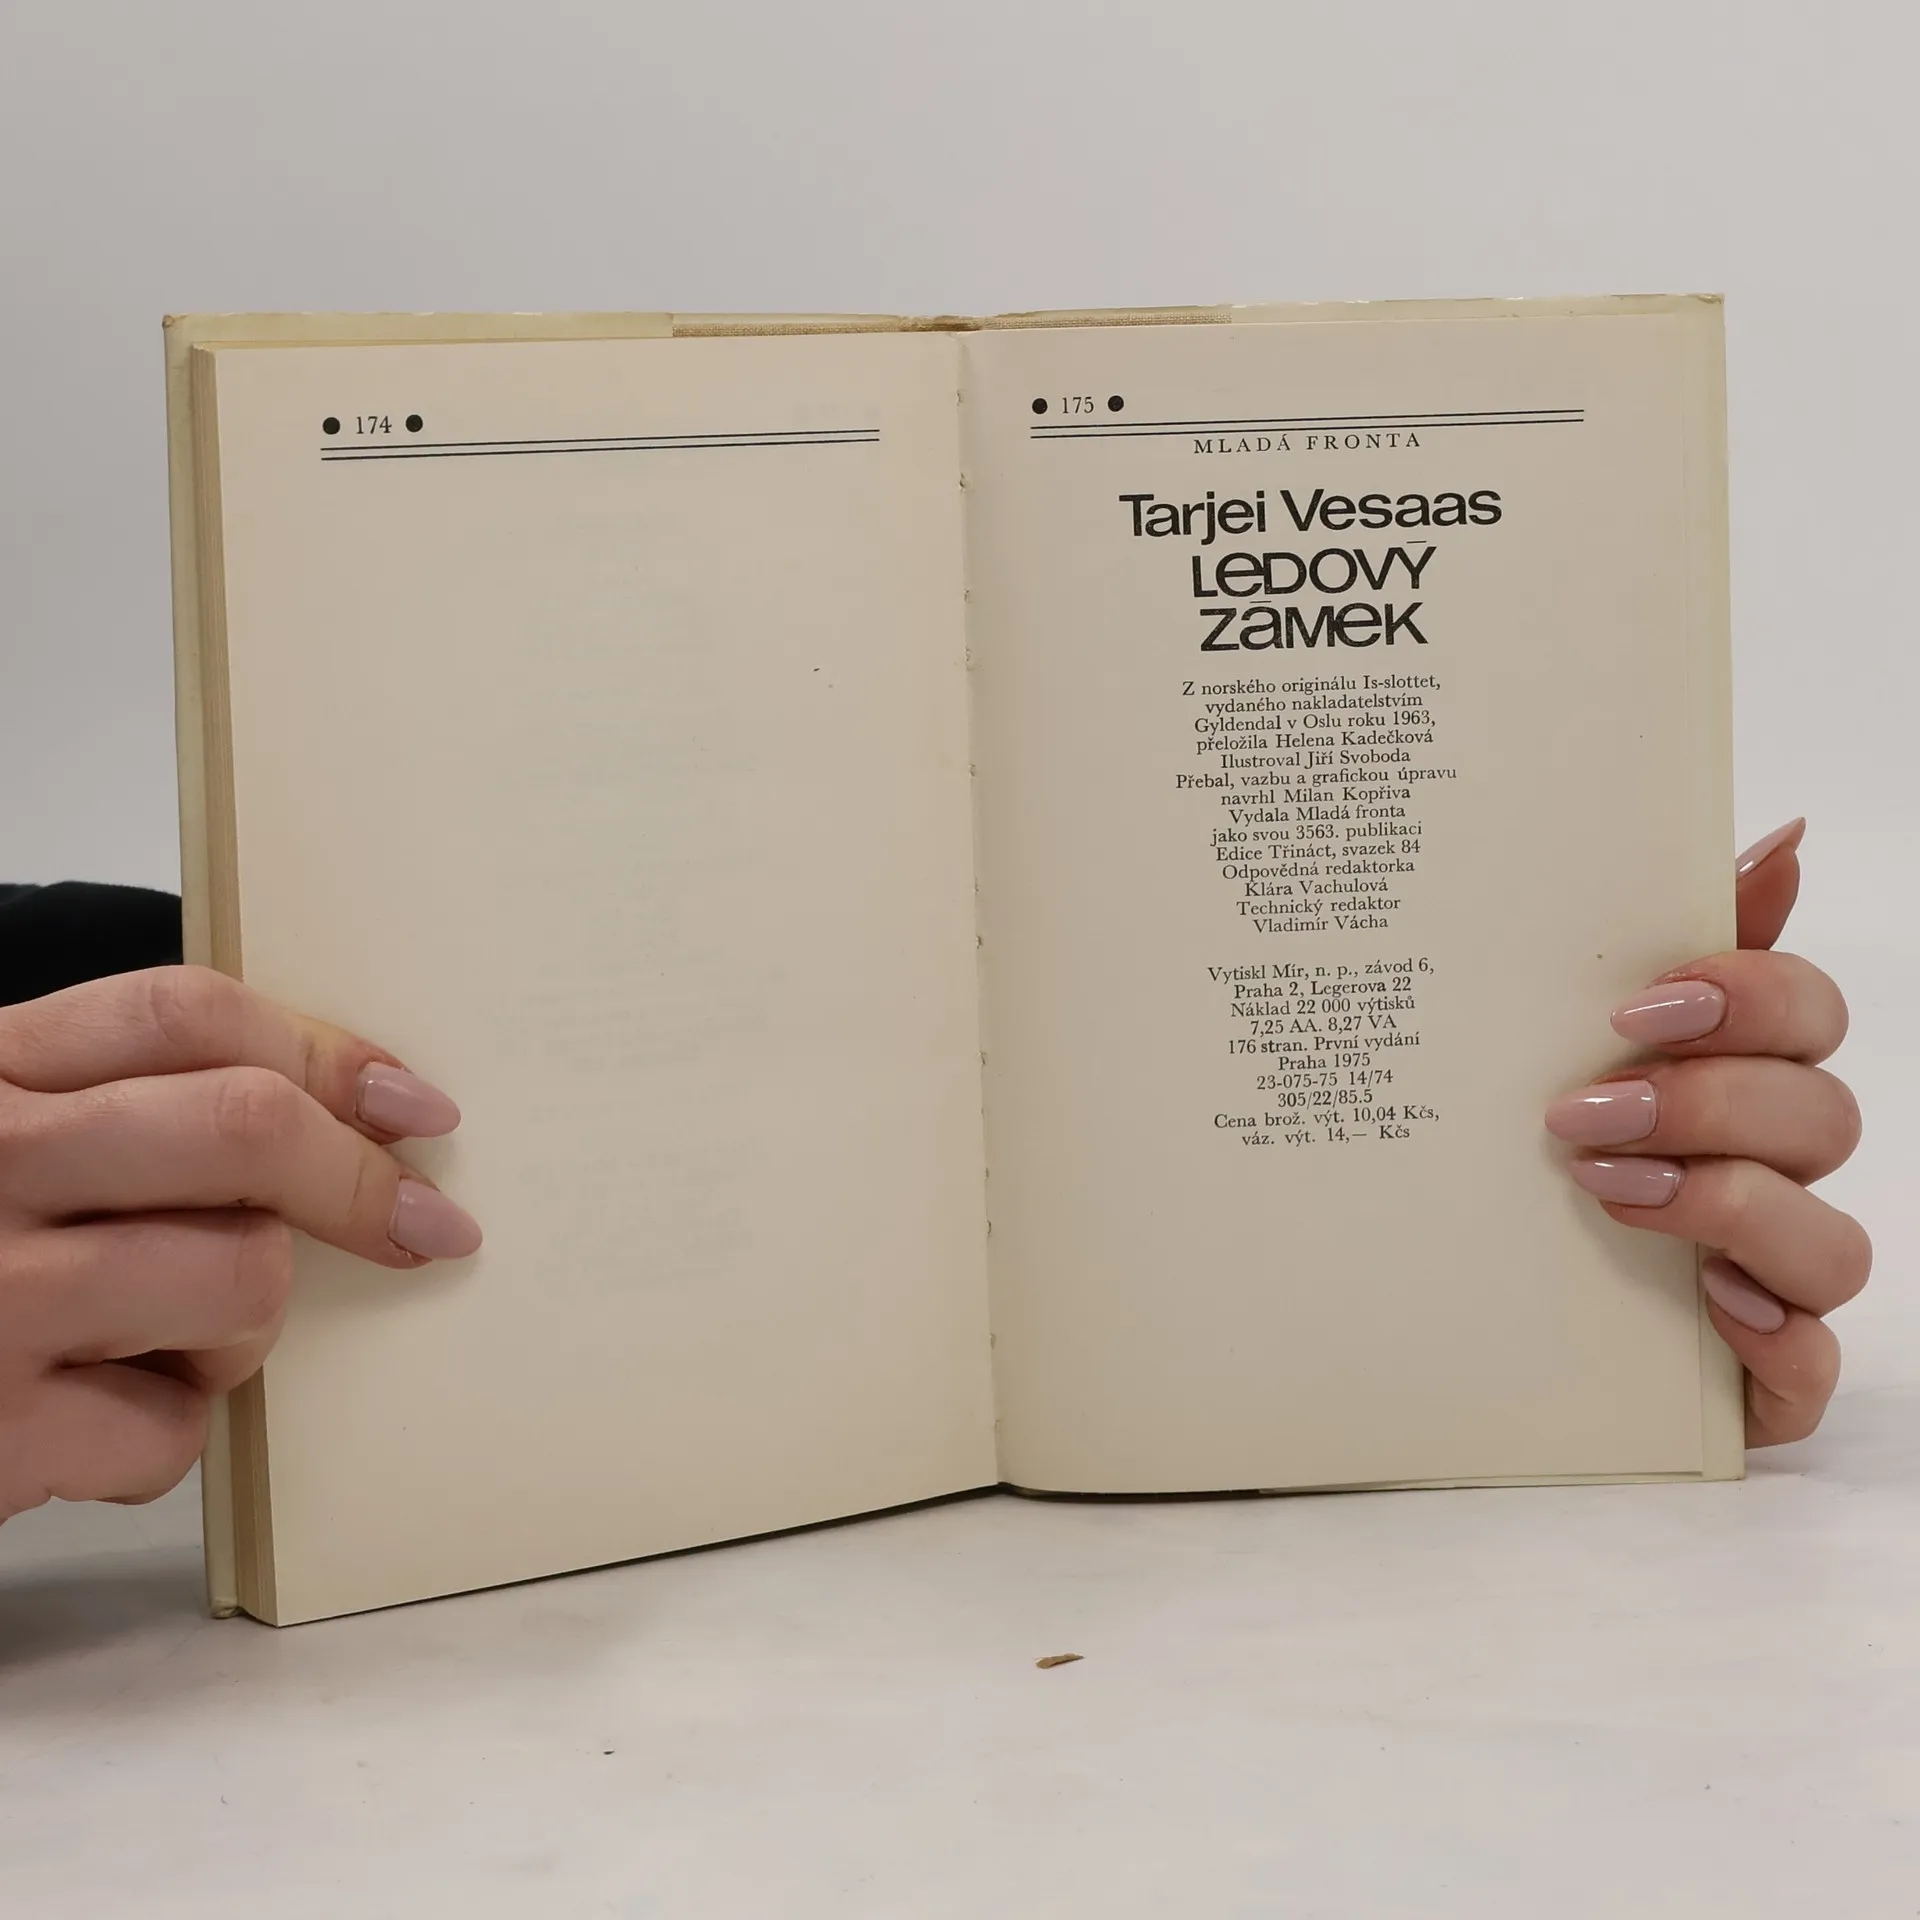 ● 174 ●
● 175 ●
MLADÁ FRONTA
Tarjei Vesaas
LEDOVÝ
ZÁMEK
Z norského originálu Is-slottet,
vydaného nakladatelstvím
Gyldendal v Oslu roku 1963,
přeložila Helena Kadečková
Ilustroval Jiří Svoboda
Přebal, vazbu a grafickou úpravu
navrhl Milan Kopřiva
Vydala Mladá fronta
jako svou 3563. publikaci
Edice Třináct, svazek 84
Odpovědná redaktorka
Klára Vachulová
Technický redaktor
Vladimír Vácha
Vytiskl Mír, n. p., závod 6,
Praha 2, Legerova 22
Náklad 22 000 výtisků
7,25 AA. 8,27 VA
176 stran. První vydání
Praha 1975
23-075-75 14/74
305/22/85.5
Cena brož. výt. 10,04 Kčs,
váz. výt. 14,— Kčs